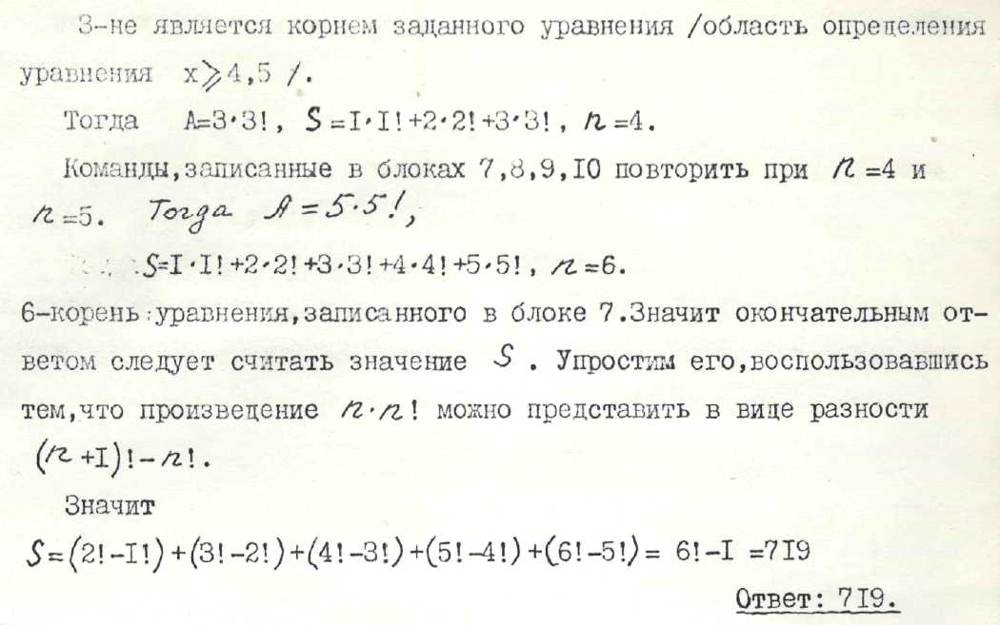 3-не является корнем заданного уравнения /область определения
уравнения x⩾4,5 /.
Тогда A=3·3!, S=I·I!+2·2!+3·3!, n=4.
Команды,записанные в блоках 7,8,9,10 повторить при n=4 и
n=5. Тогда A=5·5!,
S=I·I!+2·2!+3·3!+4·4!+5·5!, n=6.
6-корень уравнения,записанного в блоке 7.Значит окончательным от-
ветом следует считать значение S. Упростим его,воспользовавшись
тем,что произведение n·n! можно представить в виде разности
(n+I)!-n!.
Значит
S=(2!-I!)+(3!-2!)+(4!-3!)+(5!-4!)+(6!-5!)= 6!-I =7I9
Ответ: 7I9.